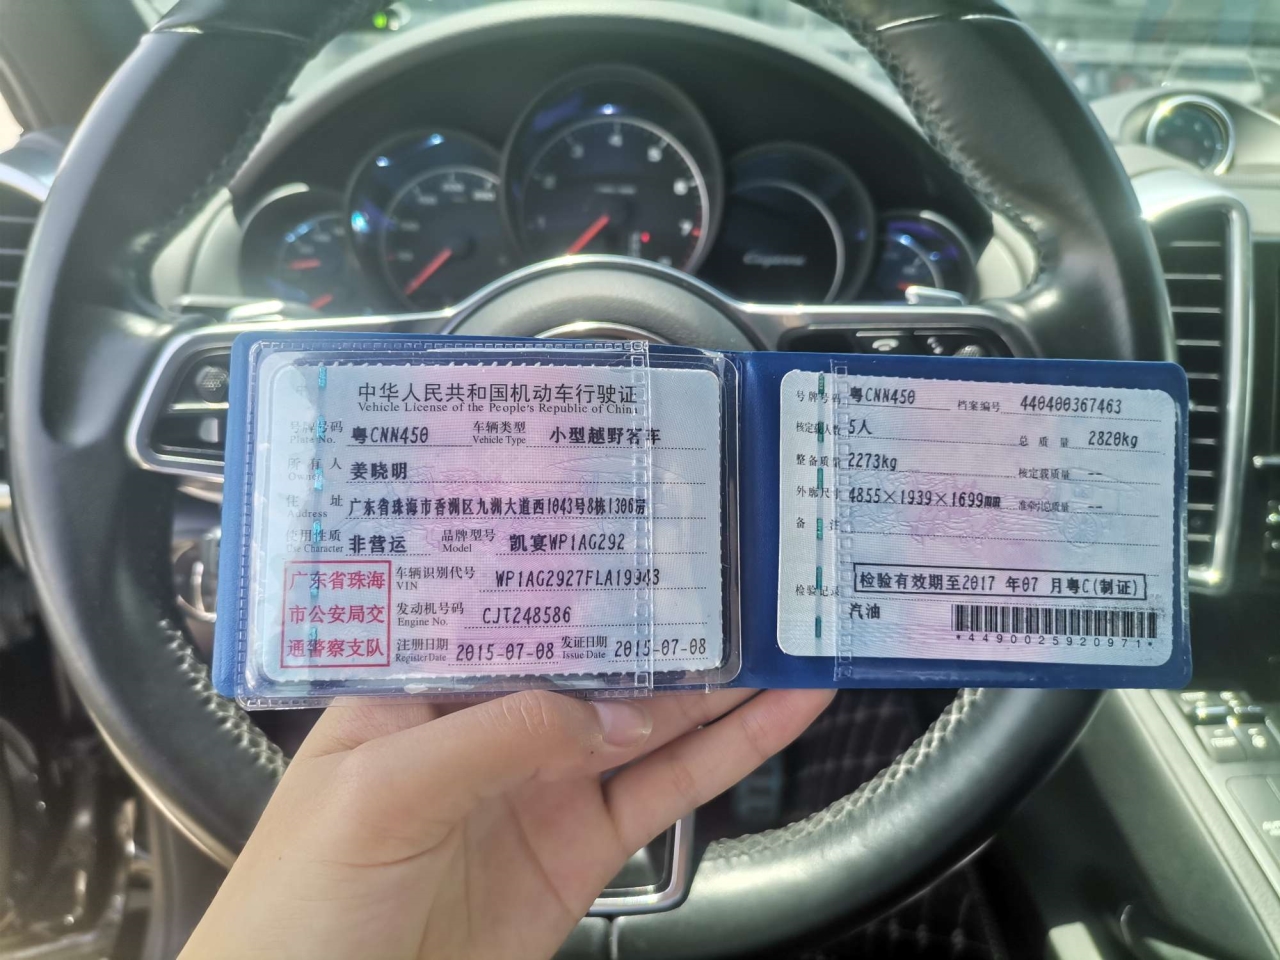 中华人民共和国机动车行驶证
Vehicle License of the People's Republic of China
号牌号码 粤CNN450 车辆类型 小型越野客车
Plate No. Vehicle Type
所有人 姜晓明
Owner
住址 广东省珠海市香洲区九洲大道西1043号8栋1306房
Address
使用性质 非营运 品牌型号 凯宴WP1AG292
Use Character Model
车辆识别代号 WP1AG2927FLA19943
VIN
发动机号码 CJT248586
Engine No.
注册日期 2015-07-08 发证日期 2015-07-08
Register Date Issue Date
广东省珠海
市公安局交
通警察支队
号牌号码 粤CNN450 档案编号 440400367463
核定载人数 5人 总质量 2820kg
整备质量 2273kg 核定载质量 --
外廓尺寸 4855×1939×1699mm 准牵引总质量 --
备注
检验记录 检验有效期至2017 年07 月粤C(制证)
汽油
*4490025920971*
Cayenne
3 4 5 6 7